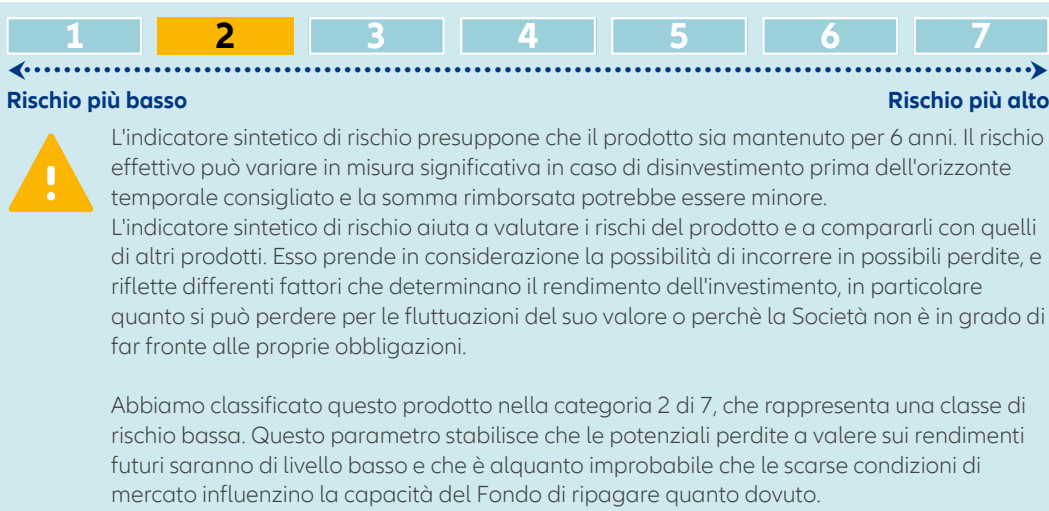 1 2 3 4 5 6 7
Rischio più basso Rischio più alto
L'indicatore sintetico di rischio presuppone che il prodotto sia mantenuto per 6 anni. Il rischio
effettivo può variare in misura significativa in caso di disinvestimento prima dell'orizzonte
temporale consigliato e la somma rimborsata potrebbe essere minore.
L'indicatore sintetico di rischio aiuta a valutare i rischi del prodotto e a compararli con quelli
di altri prodotti. Esso prende in considerazione la possibilità di incorrere in possibili perdite, e
riflette differenti fattori che determinano il rendimento dell'investimento, in particolare
quanto si può perdere per le fluttuazioni del suo valore o perchè la Società non è in grado di
far fronte alle proprie obbligazioni.
Abbiamo classificato questo prodotto nella categoria 2 di 7, che rappresenta una classe di
rischio bassa. Questo parametro stabilisce che le potenziali perdite a valere sui rendimenti
futuri saranno di livello basso e che è alquanto improbabile che le scarse condizioni di
mercato influenzino la capacità del Fondo di ripagare quanto dovuto.